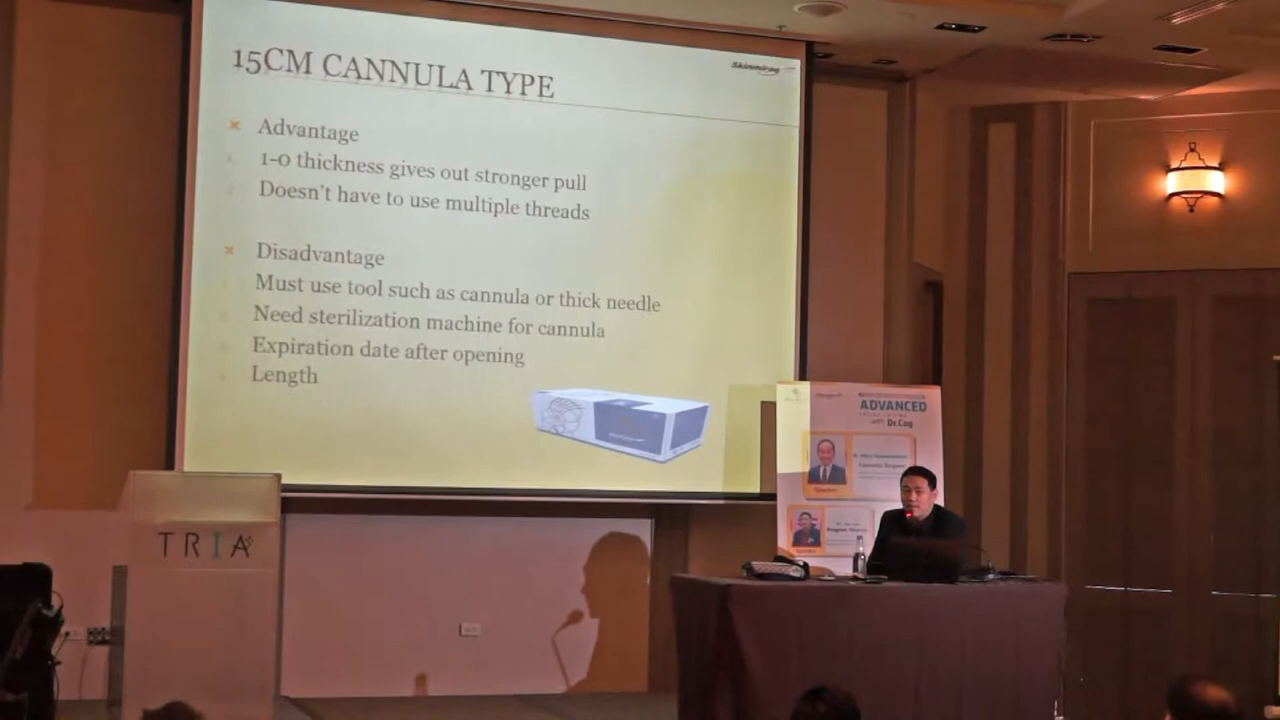 15CM CANNULA TYPE
Advantage
1-0 thickness gives out stronger pull
Doesn't have to use multiple threads
Disadvantage
Must use tool such as cannula or thick needle
Need sterilization machine for cannula
Expiration date after opening
Length
TRIA
ADVANCED
with Dr.Cog
Speaker